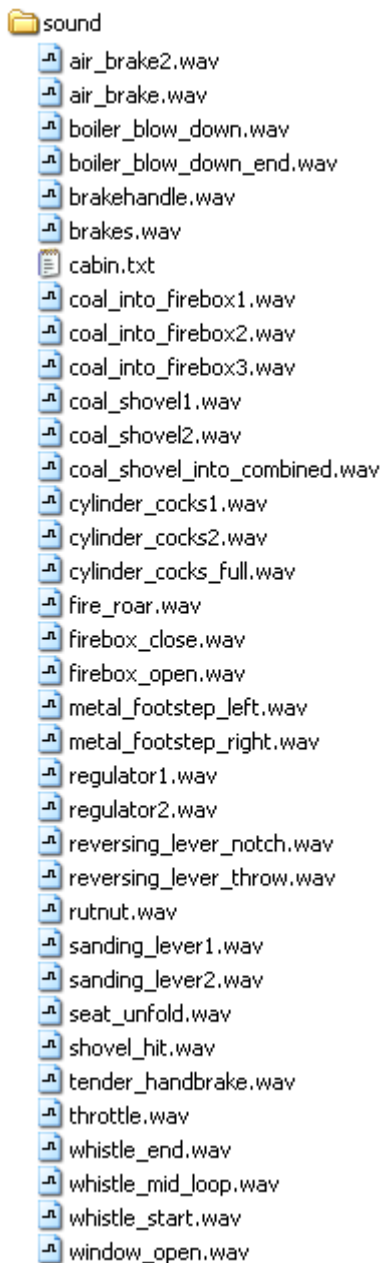 sound
air_brake2.wav
air_brake.wav
boiler_blow_down.wav
boiler_blow_down_end.wav
brakehandle.wav
brakes.wav
cabin.txt
coal_into_firebox1.wav
coal_into_firebox2.wav
coal_into_firebox3.wav
coal_shovel1.wav
coal_shovel2.wav
coal_shovel_into_combined.wav
cylinder_cocks1.wav
cylinder_cocks2.wav
cylinder_cocks_full.wav
fire_roar.wav
firebox_close.wav
firebox_open.wav
metal_footstep_left.wav
metal_footstep_right.wav
regulator1.wav
regulator2.wav
reversing_lever_notch.wav
reversing_lever_throw.wav
rutnut.wav
sanding_lever1.wav
sanding_lever2.wav
seat_unfold.wav
shovel_hit.wav
tender_handbrake.wav
throttle.wav
whistle_end.wav
whistle_mid_loop.wav
whistle_start.wav
window_open.wav